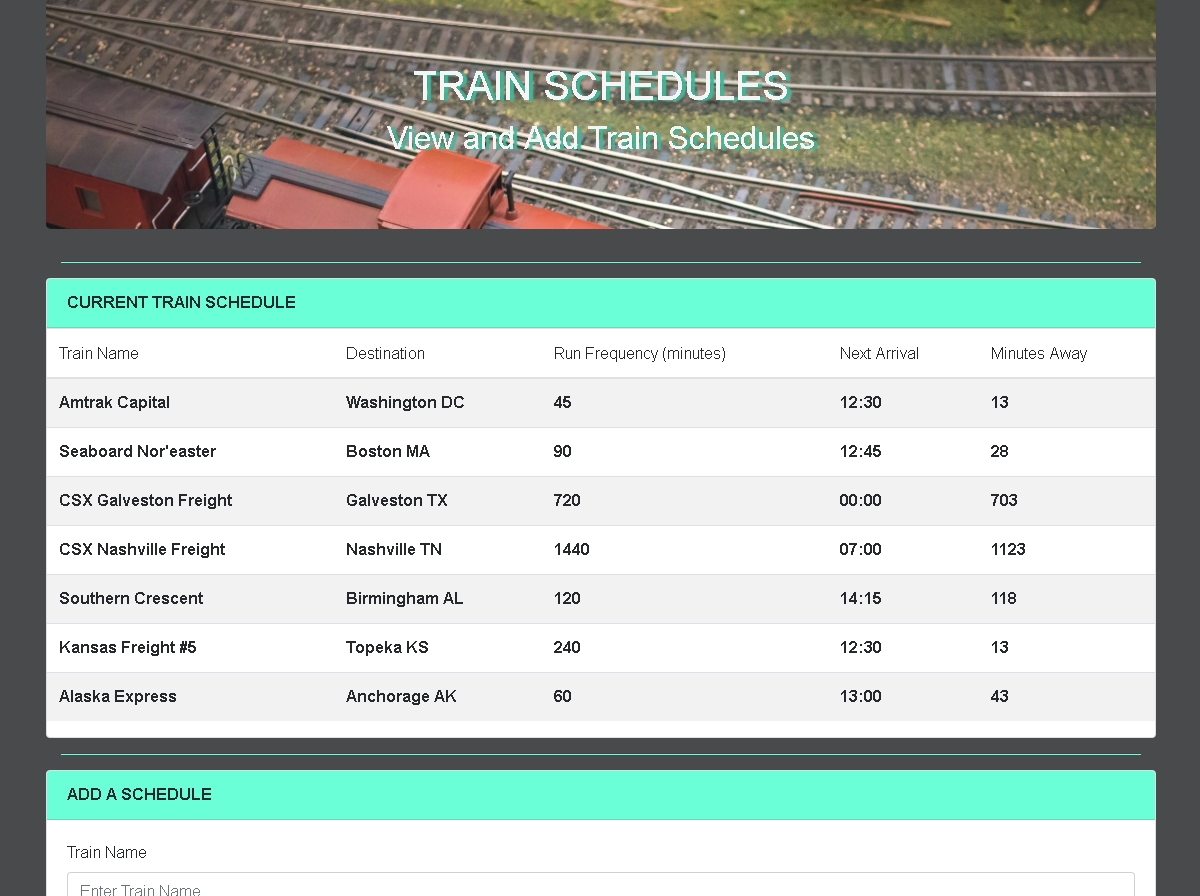 TRAIN SCHEDULES
View and Add Train Schedules
CURRENT TRAIN SCHEDULE
Train Name Destination Run Frequency (minutes) Next Arrival Minutes Away
Amtrak Capital Washington DC 45 12:30 13
Seaboard Nor'easter Boston MA 90 12:45 28
CSX Galveston Freight Galveston TX 720 00:00 703
CSX Nashville Freight Nashville TN 1440 07:00 1123
Southern Crescent Birmingham AL 120 14:15 118
Kansas Freight #5 Topeka KS 240 12:30 13
Alaska Express Anchorage AK 60 13:00 43
ADD A SCHEDULE
Train Name
Enter Train Name